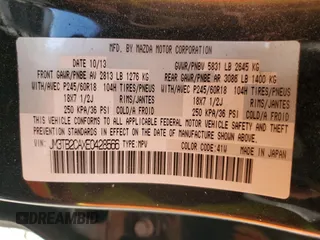 MFD. BY MAZDA MOTOR CORPORATION
DATE 10/13 GVWR/PNBV 5831 LB 2645 KG
FRONT GAWR/PNBE AV 2813 LB 1276 KG REAR GAWR/PNBE AR 3086 LB 1400 KG
WITH/AVEC P245/60R18 104H TIRES/PNEUS WITH/AVEC P245/60R18 104H TIRES/PNEUS
18X7 1/2J RIMS/JANTES 18X7 1/2J RIMS/JANTES
250 KPA/ 36 PSI COLD/A FROID 250 KPA/ 36 PSI COLD/A FROID
THIS VEHICLE CONFORMS TO ALL APPLICABLE FEDERAL MOTOR VEHICLE SAFETY AND THEFT PREVENTION STANDARDS IN EFFECT ON THE DATE OF MANUFACTURE SHOWN ABOVE.
VIN: JM3TB2CAXE0428566 TYPE: MPV
COLOR CODE: 41W
MADE IN JAPAN
DREAMBID